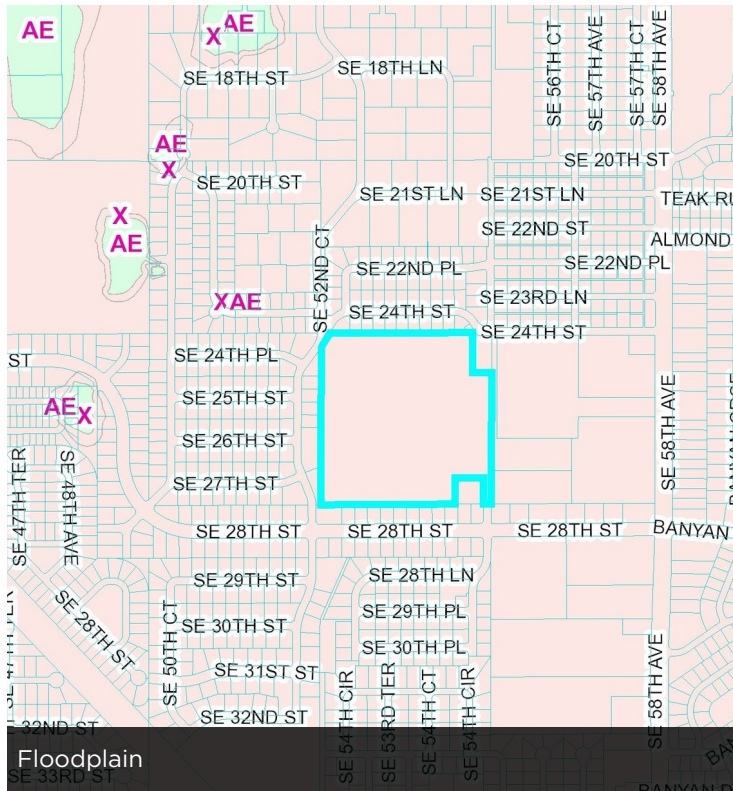 AE
AE
X
SE 18TH ST
SE 18TH LN
SE 56TH CT
SE 57TH AVE
SE 57TH CT
SE 58TH AVE
AE
X
SE 20TH ST
SE 20TH ST
SE 21ST LN
SE 21ST LN
TEAK RU
X
AE
SE 22ND ST
ALMOND
SE 52ND CT
SE 22ND PL
SE 22ND PL
XAE
SE 23RD LN
SE 24TH ST
SE 24TH ST
ST
SE 24TH PL
SE 25TH ST
SE 58TH AVE
AE
X
SE 26TH ST
SE 47TH TER
SE 48TH AVE
SE 27TH ST
SE 28TH ST
SE 28TH ST
SE 28TH ST
BANYAN
SE 29TH ST
SE 28TH LN
SE 28TH ST
SE 50TH CT
SE 30TH ST
SE 29TH PL
SE 30TH PL
SE 31ST ST
SE 58TH AVE
SE 32ND ST
SE 54TH CIR
SE 53RD TER
SE 54TH CT
SE 54TH CIR
32ND ST
Floodplain
SE 33RD ST